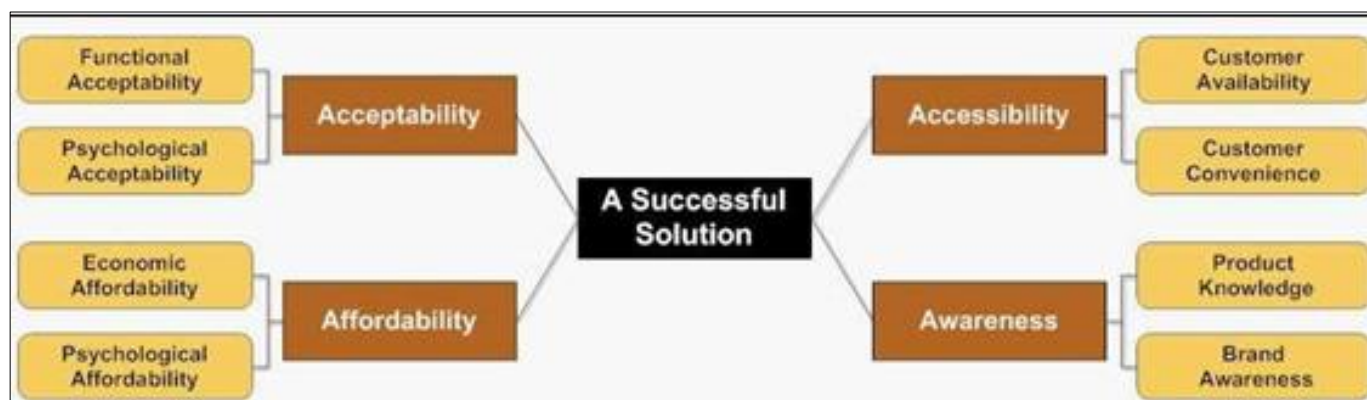 Functional
Acceptability
Psychological
Acceptability
Acceptability
Economic
Affordability
Psychological
Affordability
Affordability
A Successful
Solution
Accessibility
Customer
Availability
Customer
Convenience
Awareness
Product
Knowledge
Brand
Awareness